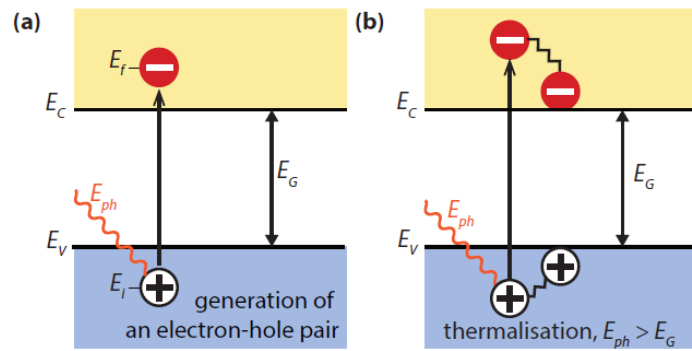 (a)
E_f
E_C
E_G
E_ph
E_V
E_i
generation of
an electron-hole pair
(b)
E_C
E_G
E_ph
E_V
thermalisation, E_ph > E_G